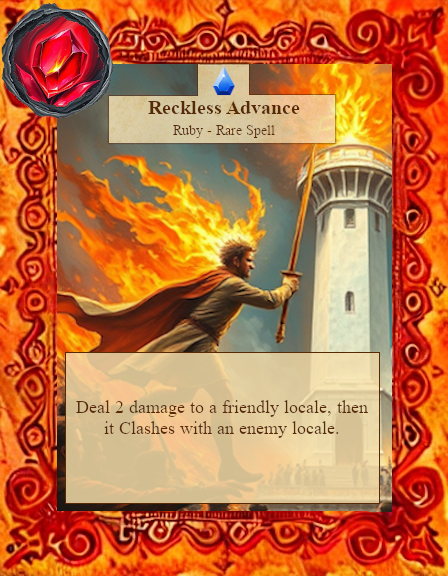 Reckless Advance
Ruby - Rare Spell
Deal 2 damage to a friendly locale, then
it Clashes with an enemy locale.